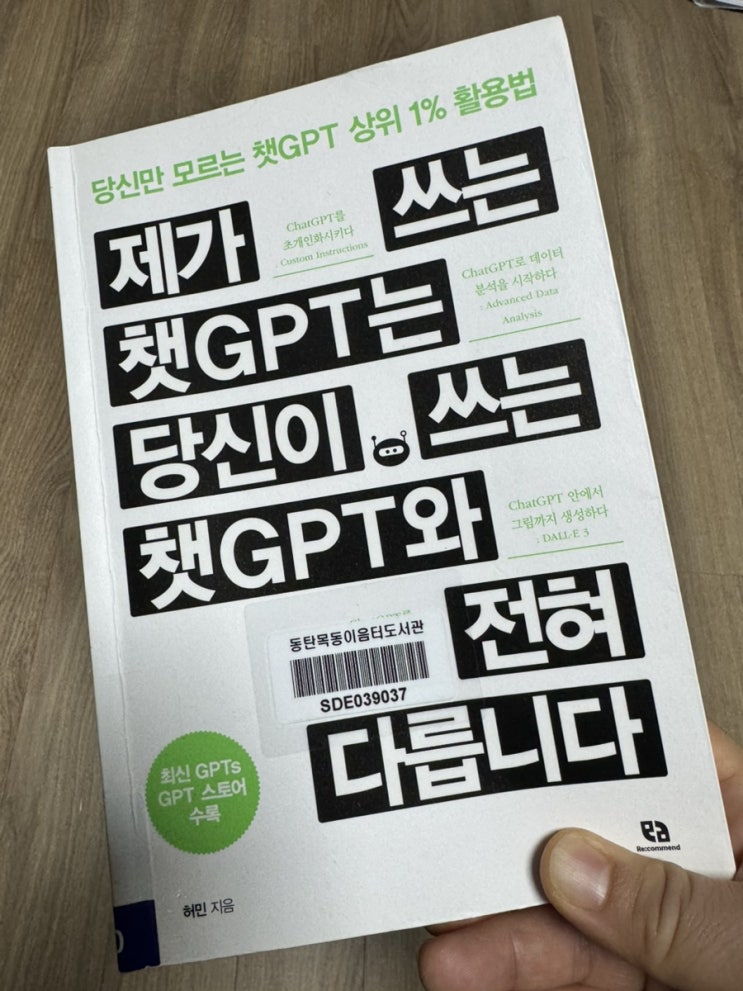 당신만 모르는 챗GPT 상위 1% 활용법
제가
ChatGPT를
초개인화시키다
Custom Instructions
쓰는
챗GPT는
ChatGPT로 데이터
분석을 시작하다
: Advanced Data
Analysis
당신이
쓰는
챗GPT와
ChatGPT 안에서
그림까지 생성하다
: DALL·E 3
동탄목동이음터도서관
SDE039037
전혀
다릅니다
최신 GPTs
GPT 스토어
수록
Re:commend
허민 지음